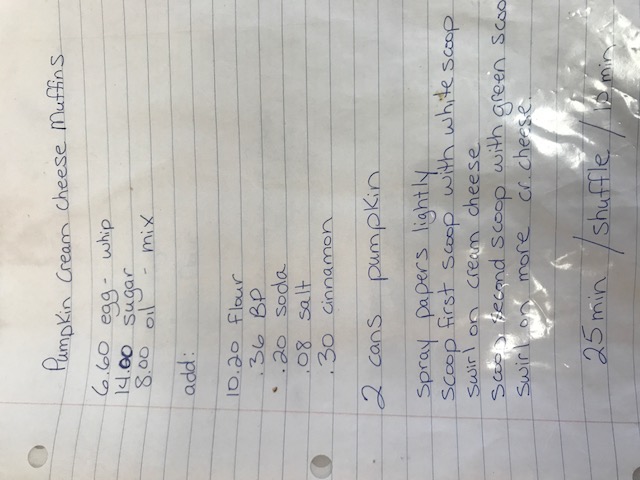 Pumpkin Cream Cheese Muffins
6.60 egg - whip
14.00 sugar
8.00 oil - mix
add:
10.20 flour
.36 BP
.20 soda
.08 salt
.30 cinnamon
2 cans pumpkin
spray papers lightly
scoop first scoop with white scoop
swirl on cream cheese
scoop second scoop with green scoo
swirl on more cr. cheese.
25 min / shuffle / min